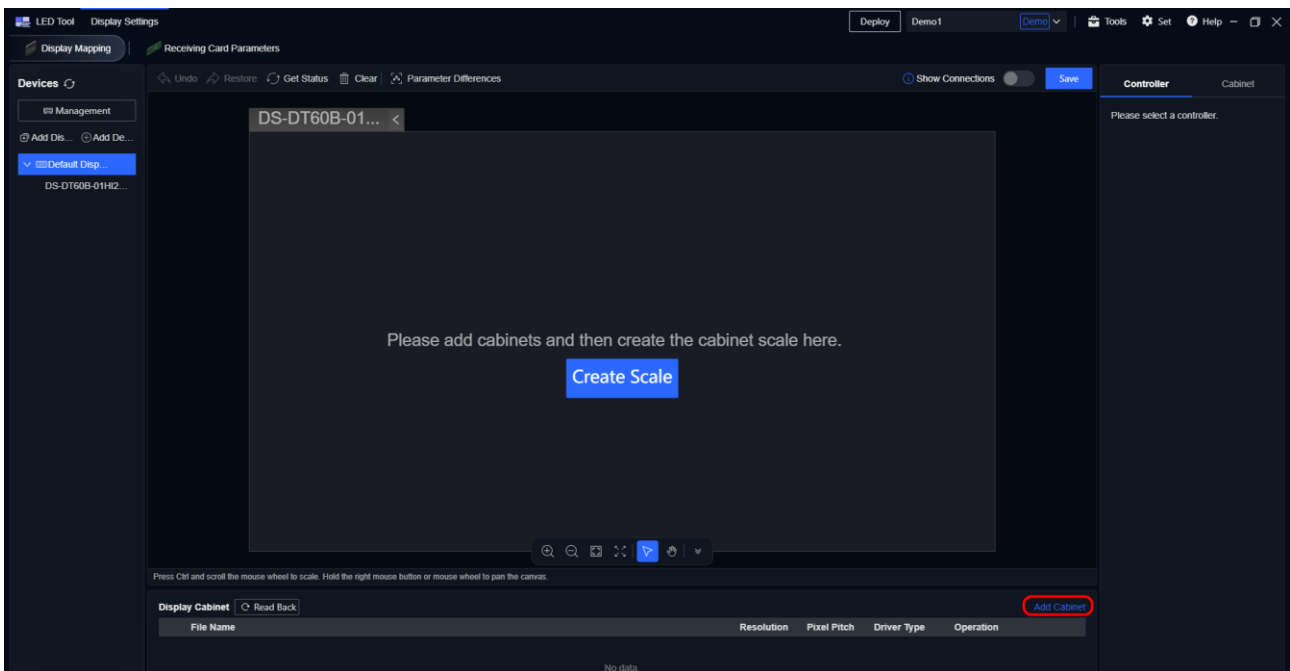 LED Tool Display Settings Deploy Demo1 Demo Tools Set Help
Display Mapping Receiving Card Parameters
Devices Undo Restore Get Status Clear Parameter Differences Show Connections Save Controller Cabinet
Management
DS-DT60B-01... <
Please select a controller.
Add Dis... Add De...
Default Disp...
DS-DT60B-01HI2...
Please add cabinets and then create the cabinet scale here.
Create Scale
Press Ctrl and scroll the mouse wheel to scale. Hold the right mouse button or mouse wheel to pan the canvas.
Display Cabinet Read Back Add Cabinet
File Name Resolution Pixel Pitch Driver Type Operation
No data.